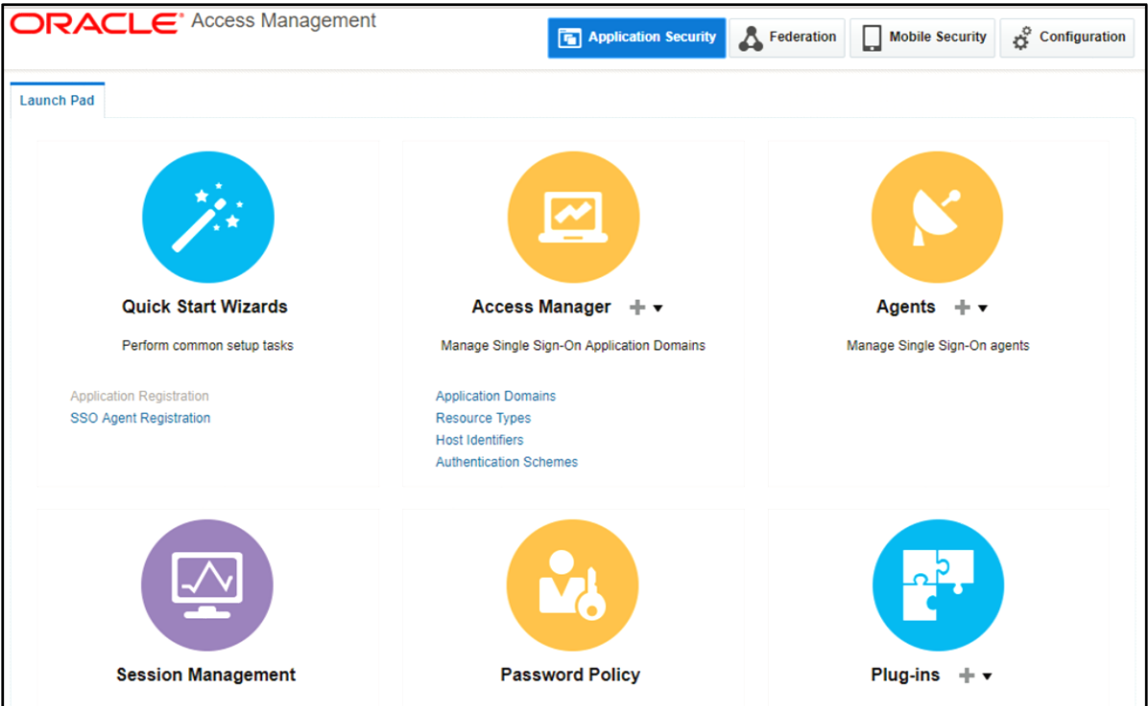 ORACLE® Access Management
Application Security
Federation
Mobile Security
Configuration
Launch Pad
Quick Start Wizards
Perform common setup tasks
Application Registration
SSO Agent Registration
Access Manager
Manage Single Sign-On Application Domains
Application Domains
Resource Types
Host Identifiers
Authentication Schemes
Agents
Manage Single Sign-On agents
Session Management
Password Policy
Plug-ins